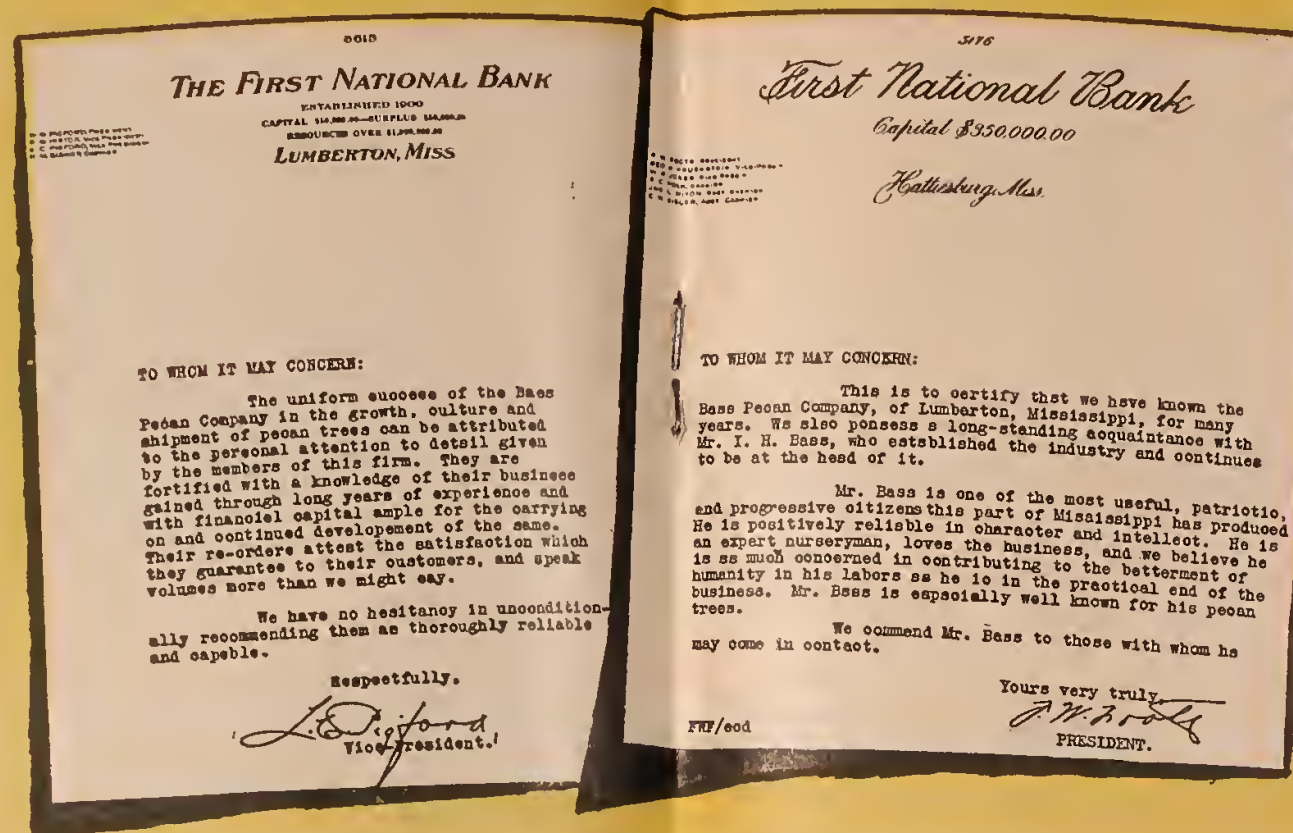 5613
THE FIRST NATIONAL BANK
ESTABLISHED 1900
CAPITAL $50,000.00—SURPLUS
RESOURCES OVER $1,000,000.00
LUMBERTON, MISS
TO WHOM IT MAY CONCERN:
The uniform success of the Bass
Pecan Company in the growth, culture and
shipment of pecan trees can be attributed
to the personal attention to detail given
by the members of this firm. They are
fortified with a knowledge of their business
gained through long years of experience and
with financial capital ample for the carrying
on and continued developement of the same.
Their re-orders attest the satisfaction which
they guarantee to their customers, and speak
volumes more than we might say.
We have no hesitancy in uncondition-
ally recommending them as thoroughly reliable
and capable.
Respectfully.
Vice-President.
5176
First National Bank
Capital $350,000.00
Hattiesburg, Miss.
TO WHOM IT MAY CONCERN:
This is to certify that we have known the
Bass Pecan Company, of Lumberton, Mississippi, for many
years. We also possess a long-standing acquaintance with
Mr. I. H. Bass, who established the industry and continues
to be at the head of it.
Mr. Bass is one of the most useful, patriotic,
and progressive citizens this part of Mississippi has produced
He is positively reliable in character and intellect. He is
an expert nurseryman, loves the business, and we believe he
is as much concerned in contributing to the betterment of
humanity in his labors as he is in the practical end of the
business. Mr. Bass is especially well known for his pecan
trees.
We commend Mr. Bass to those with whom he
may come in contact.
Yours very truly,
PRESIDENT.